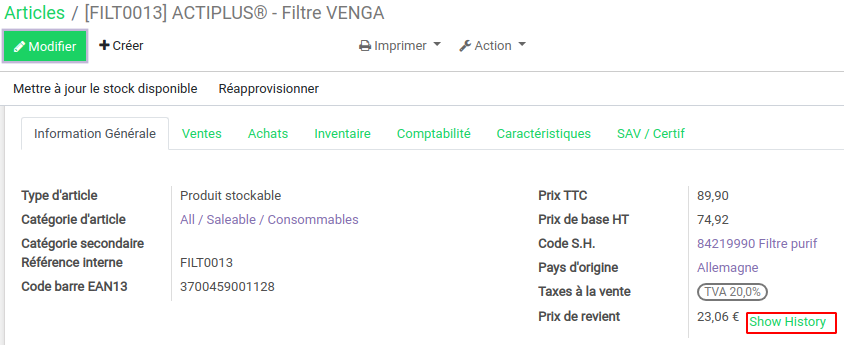 Articles / [FILT0013] ACTIPLUS® - Filtre VENGA
Modifier Créer Imprimer Action
Mettre à jour le stock disponible Réapprovisionner
Information Générale Ventes Achats Inventaire Comptabilité Caractéristiques SAV / Certif
Type d'article Produit stockable Prix TTC 89,90
Catégorie d'article All / Saleable / Consommables Prix de base HT 74,92
Catégorie secondaire Code S.H. 84219990 Filtre purif
Référence interne FILT0013 Pays d'origine Allemagne
Code barre EAN13 3700459001128 Taxes à la vente TVA 20,0%
Prix de revient 23,06 € Show History